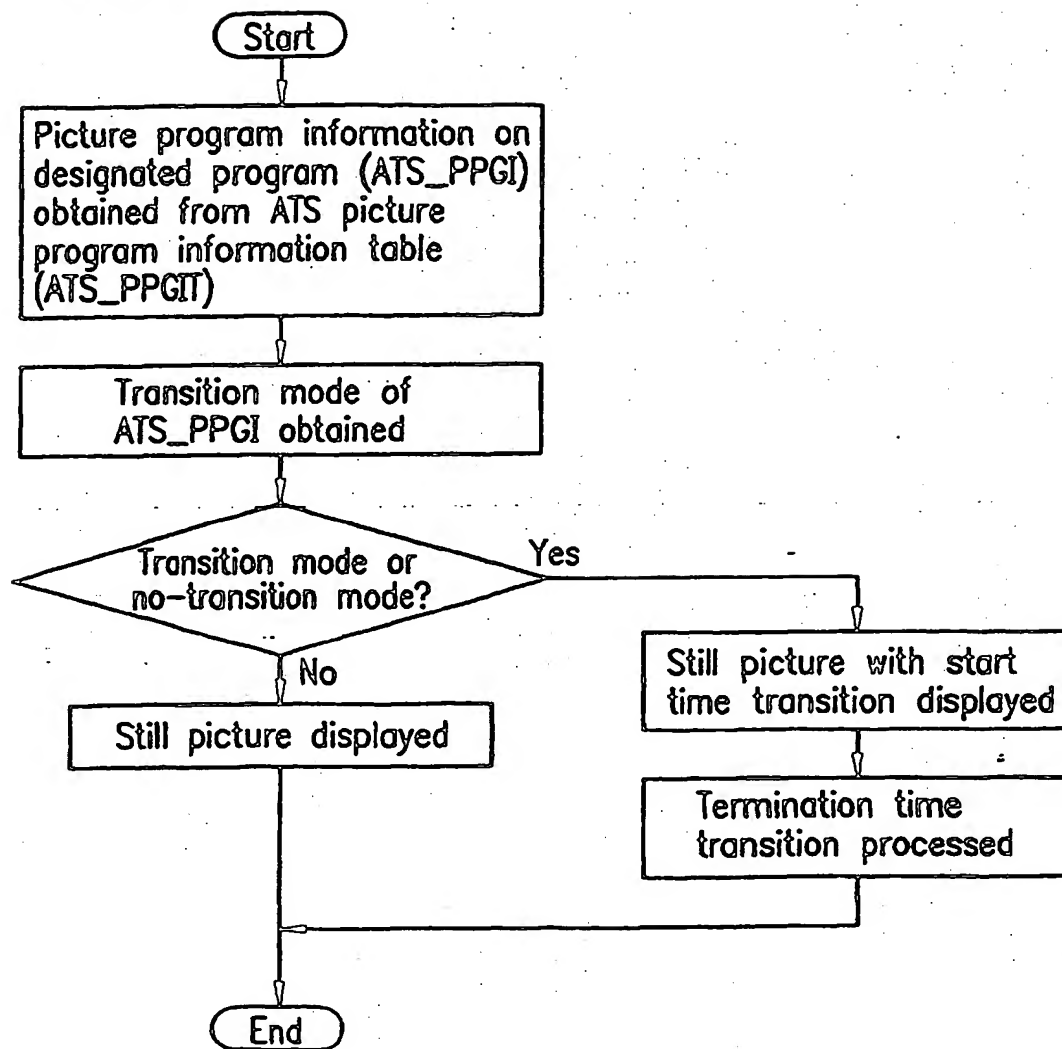 Start
Picture program information on
designated program (ATS_PPGI)
obtained from ATS picture
program information table
(ATS_PPGIT)
Transition mode of
ATS_PPGI obtained
Transition mode or
no-transition mode?
Yes
No
Still picture with start
time transition displayed
Still picture displayed
Termination time
transition processed
End